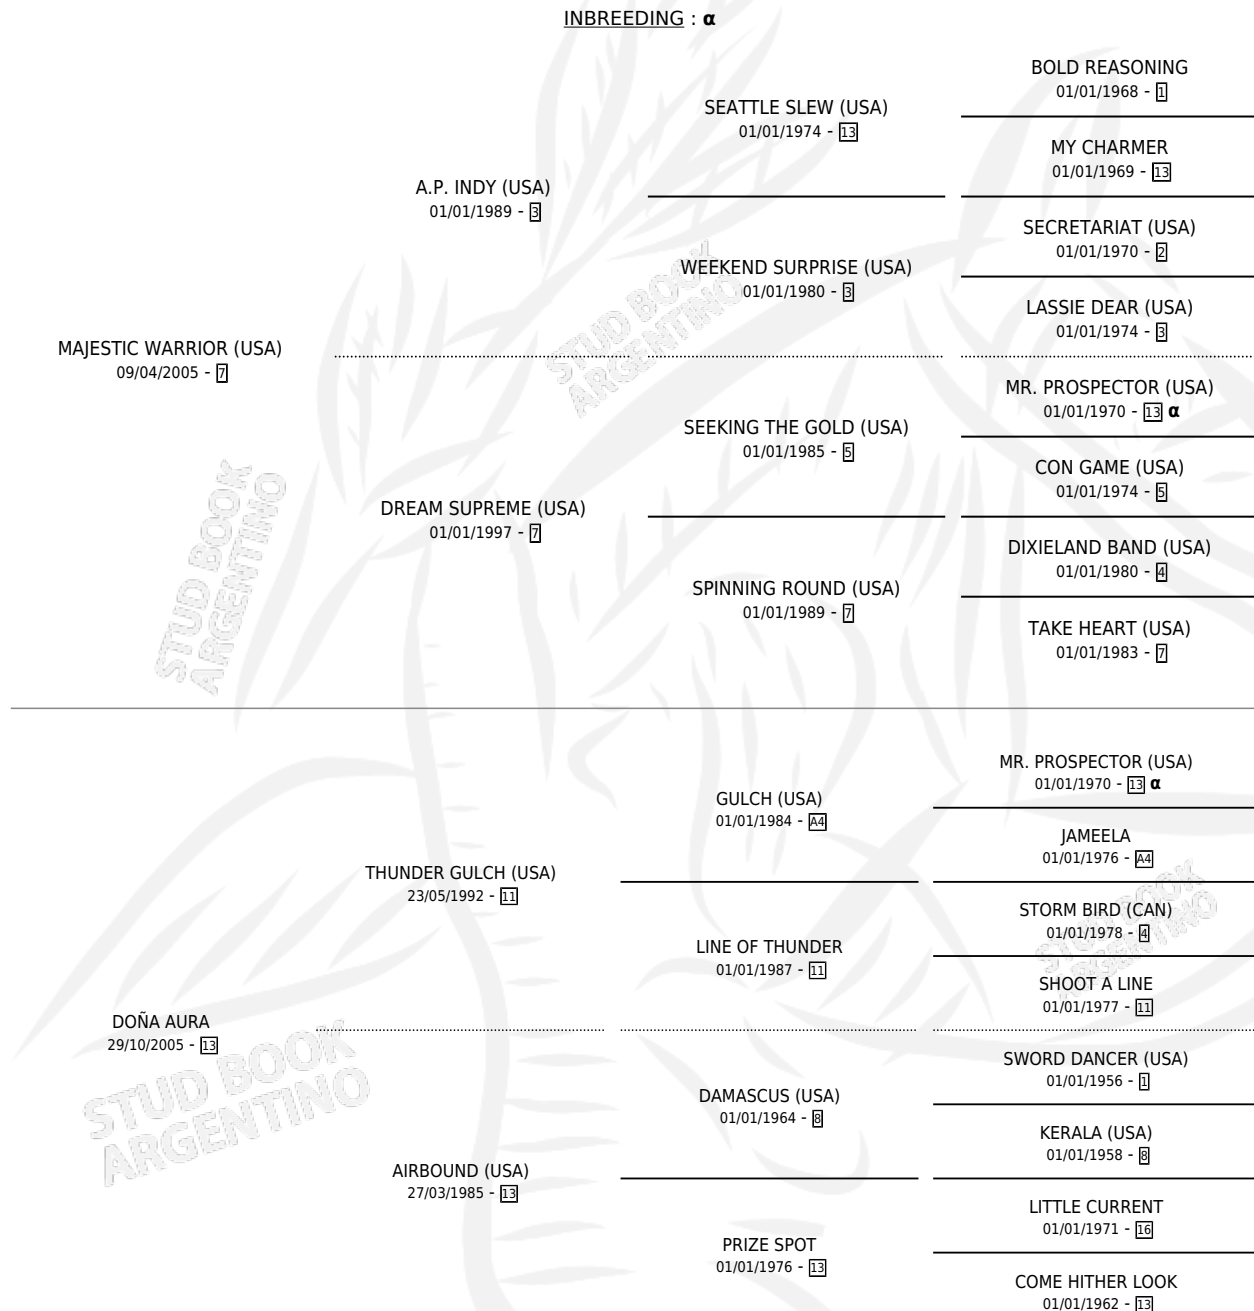 INBREEDING : α
BOLD REASONING
01/01/1968 - 1
SEATTLE SLEW (USA)
01/01/1974 - 13
MY CHARMER
01/01/1969 - 13
A.P. INDY (USA)
01/01/1989 - 3
SECRETARIAT (USA)
01/01/1970 - 2
WEEKEND SURPRISE (USA)
01/01/1980 - 3
LASSIE DEAR (USA)
01/01/1974 - 3
MAJESTIC WARRIOR (USA)
09/04/2005 - 7
MR. PROSPECTOR (USA)
01/01/1970 - 13 α
SEEKING THE GOLD (USA)
01/01/1985 - 5
CON GAME (USA)
01/01/1974 - 5
DREAM SUPREME (USA)
01/01/1997 - 7
DIXIELAND BAND (USA)
01/01/1980 - 4
SPINNING ROUND (USA)
01/01/1989 - 7
TAKE HEART (USA)
01/01/1983 - 7
MR. PROSPECTOR (USA)
01/01/1970 - 13 α
GULCH (USA)
01/01/1984 - A4
JAMEELA
01/01/1976 - A4
THUNDER GULCH (USA)
23/05/1992 - 11
STORM BIRD (CAN)
01/01/1978 - 4
LINE OF THUNDER
01/01/1987 - 11
SHOOT A LINE
01/01/1977 - 11
DOÑA AURA
29/10/2005 - 13
SWORD DANCER (USA)
01/01/1956 - 1
DAMASCUS (USA)
01/01/1964 - 8
KERALA (USA)
01/01/1958 - 8
AIRBOUND (USA)
27/03/1985 - 13
LITTLE CURRENT
01/01/1971 - 16
PRIZE SPOT
01/01/1976 - 13
COME HITHER LOOK
01/01/1962 - 13
STUD BOOK
ARGENTINO
STUD BOOK
ARGENTINO
STUD BOOK
ARGENTINO
STUD BOOK
ARGENTINO